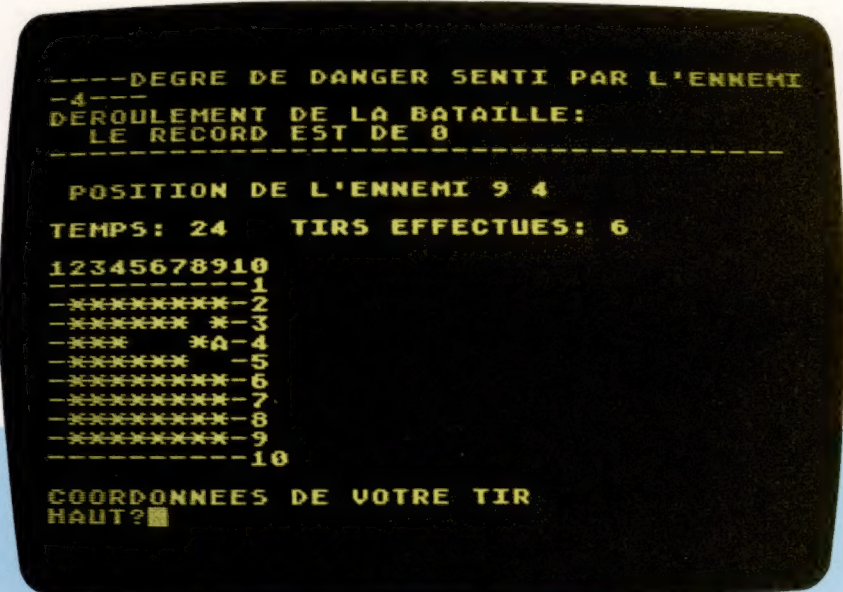 ----DEGRE DE DANGER SENTI PAR L'ENNEMI
-4---
DEROULEMENT DE LA BATAILLE:
  LE RECORD EST DE 0
---------------------------------------
 POSITION DE L'ENNEMI 9 4
TEMPS: 24    TIRS EFFECTUES: 6
12345678910
----------1
-********-2
-****** *-3
-***   *A-4
-******  -5
-********-6
-********-7
-********-8
-********-9
----------10
COORDONNEES DE VOTRE TIR
HAUT?